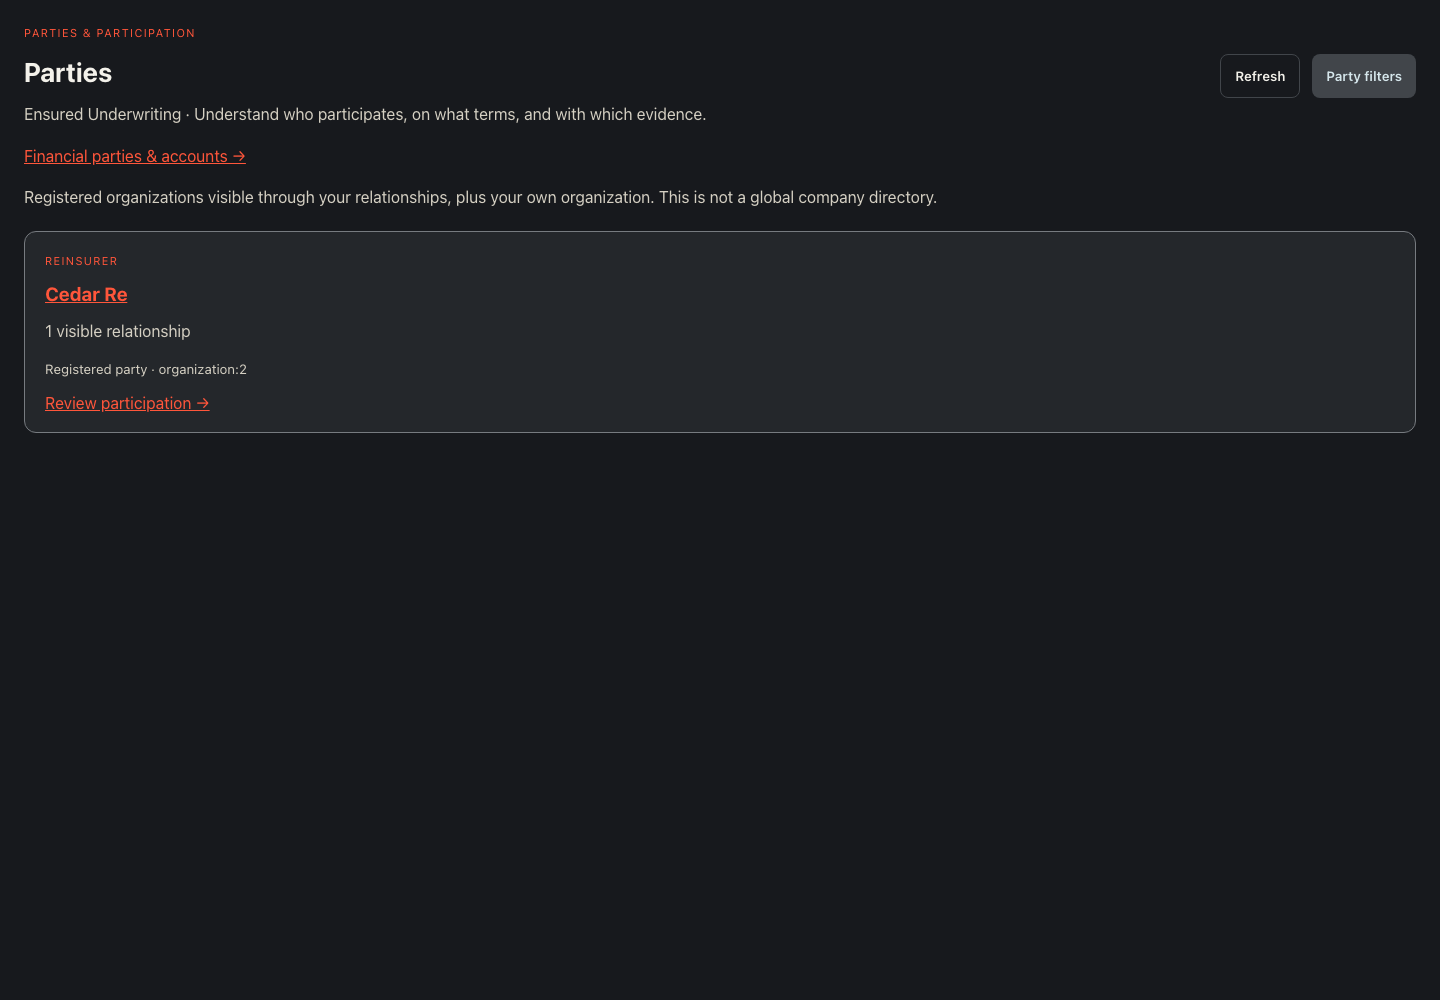 PARTIES & PARTICIPATION
Parties
Refresh
Party filters
Ensured Underwriting · Understand who participates, on what terms, and with which evidence.
Financial parties & accounts →
Registered organizations visible through your relationships, plus your own organization. This is not a global company directory.
REINSURER
Cedar Re
1 visible relationship
Registered party · organization:2
Review participation →